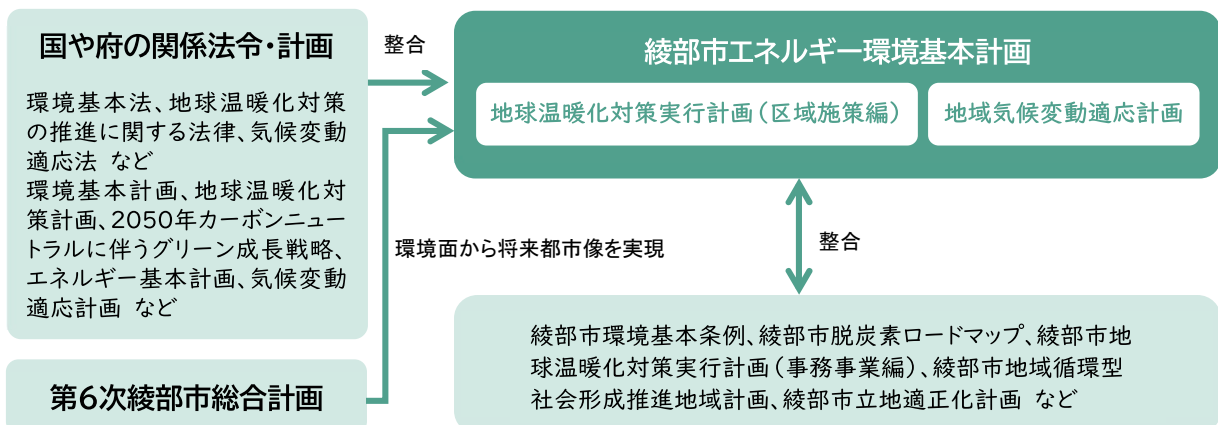 国や府の関係法令・計画
環境基本法、地球温暖化対策
の推進に関する法律、気候変動
適応法 など
環境基本計画、地球温暖化対
策計画、2050年カーボンニュー
トラルに伴うグリーン成長戦略、
エネルギー基本計画、気候変動
適応計画 など
第6次綾部市総合計画
整合
環境面から将来都市像を実現
綾部市エネルギー環境基本計画
地球温暖化対策実行計画(区域施策編)
地域気候変動適応計画
整合
綾部市環境基本条例、綾部市脱炭素ロードマップ、綾部市地
球温暖化対策実行計画(事務事業編)、綾部市地域循環型
社会形成推進地域計画、綾部市立地適正化計画 など